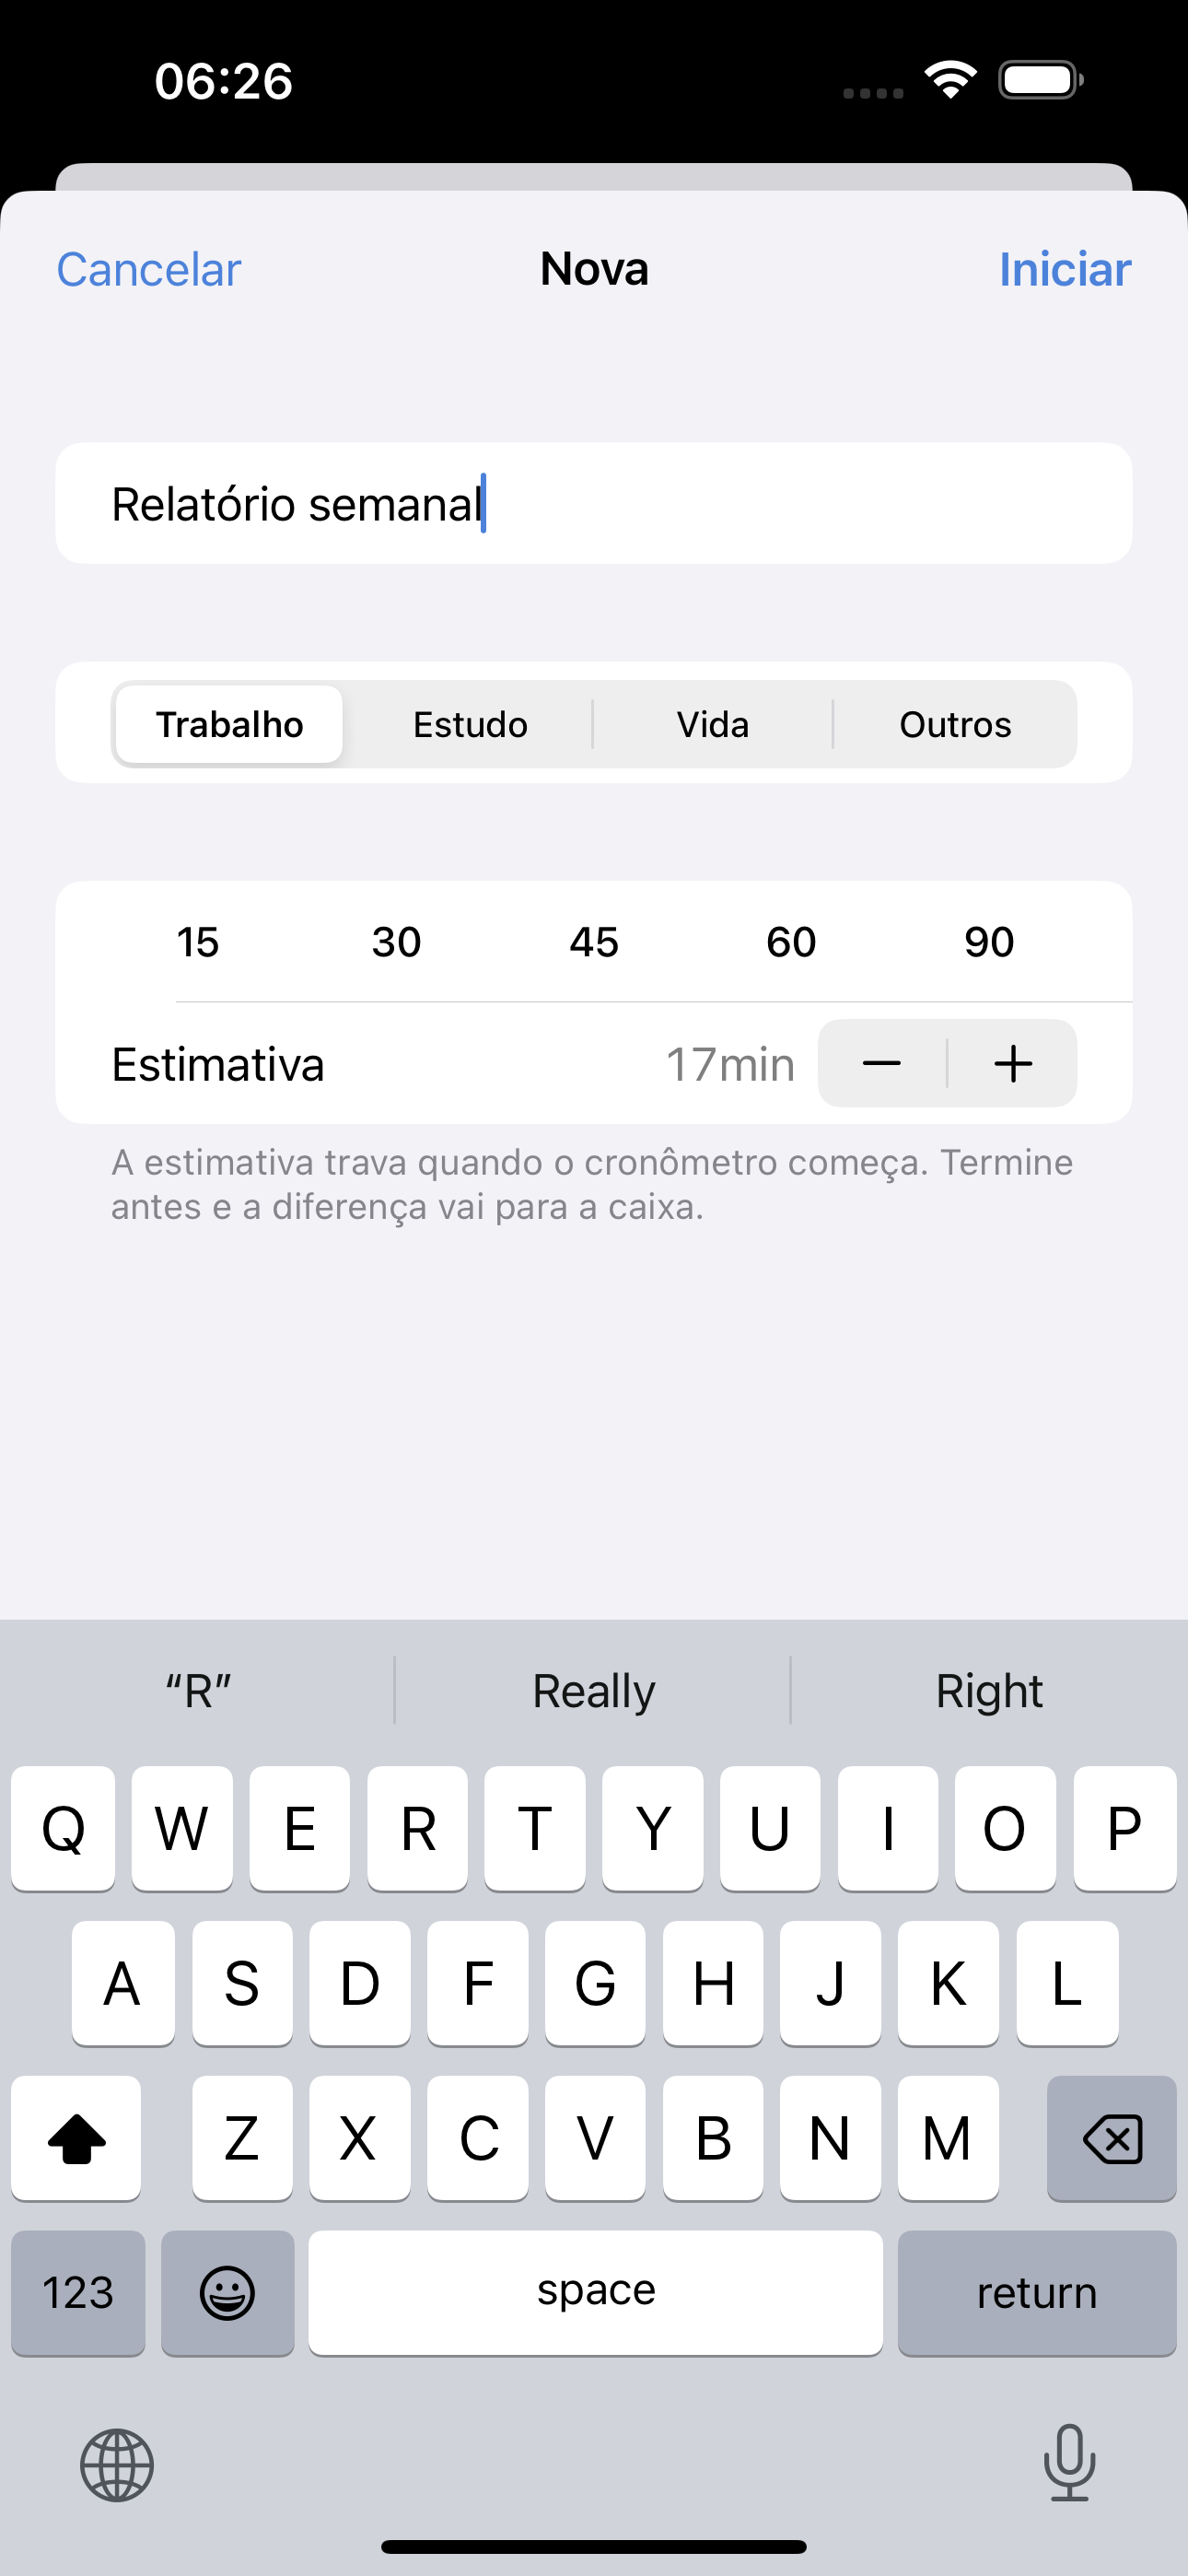 06:26
Cancelar Nova Iniciar
Relatório semanal
Trabalho Estudo Vida Outros
15 30 45 60 90
Estimativa 17min − +
A estimativa trava quando o cronômetro começa. Termine
antes e a diferença vai para a caixa.
“R” Really Right
Q W E R T Y U I O P
A S D F G H J K L
Z X C V B N M
123 space return